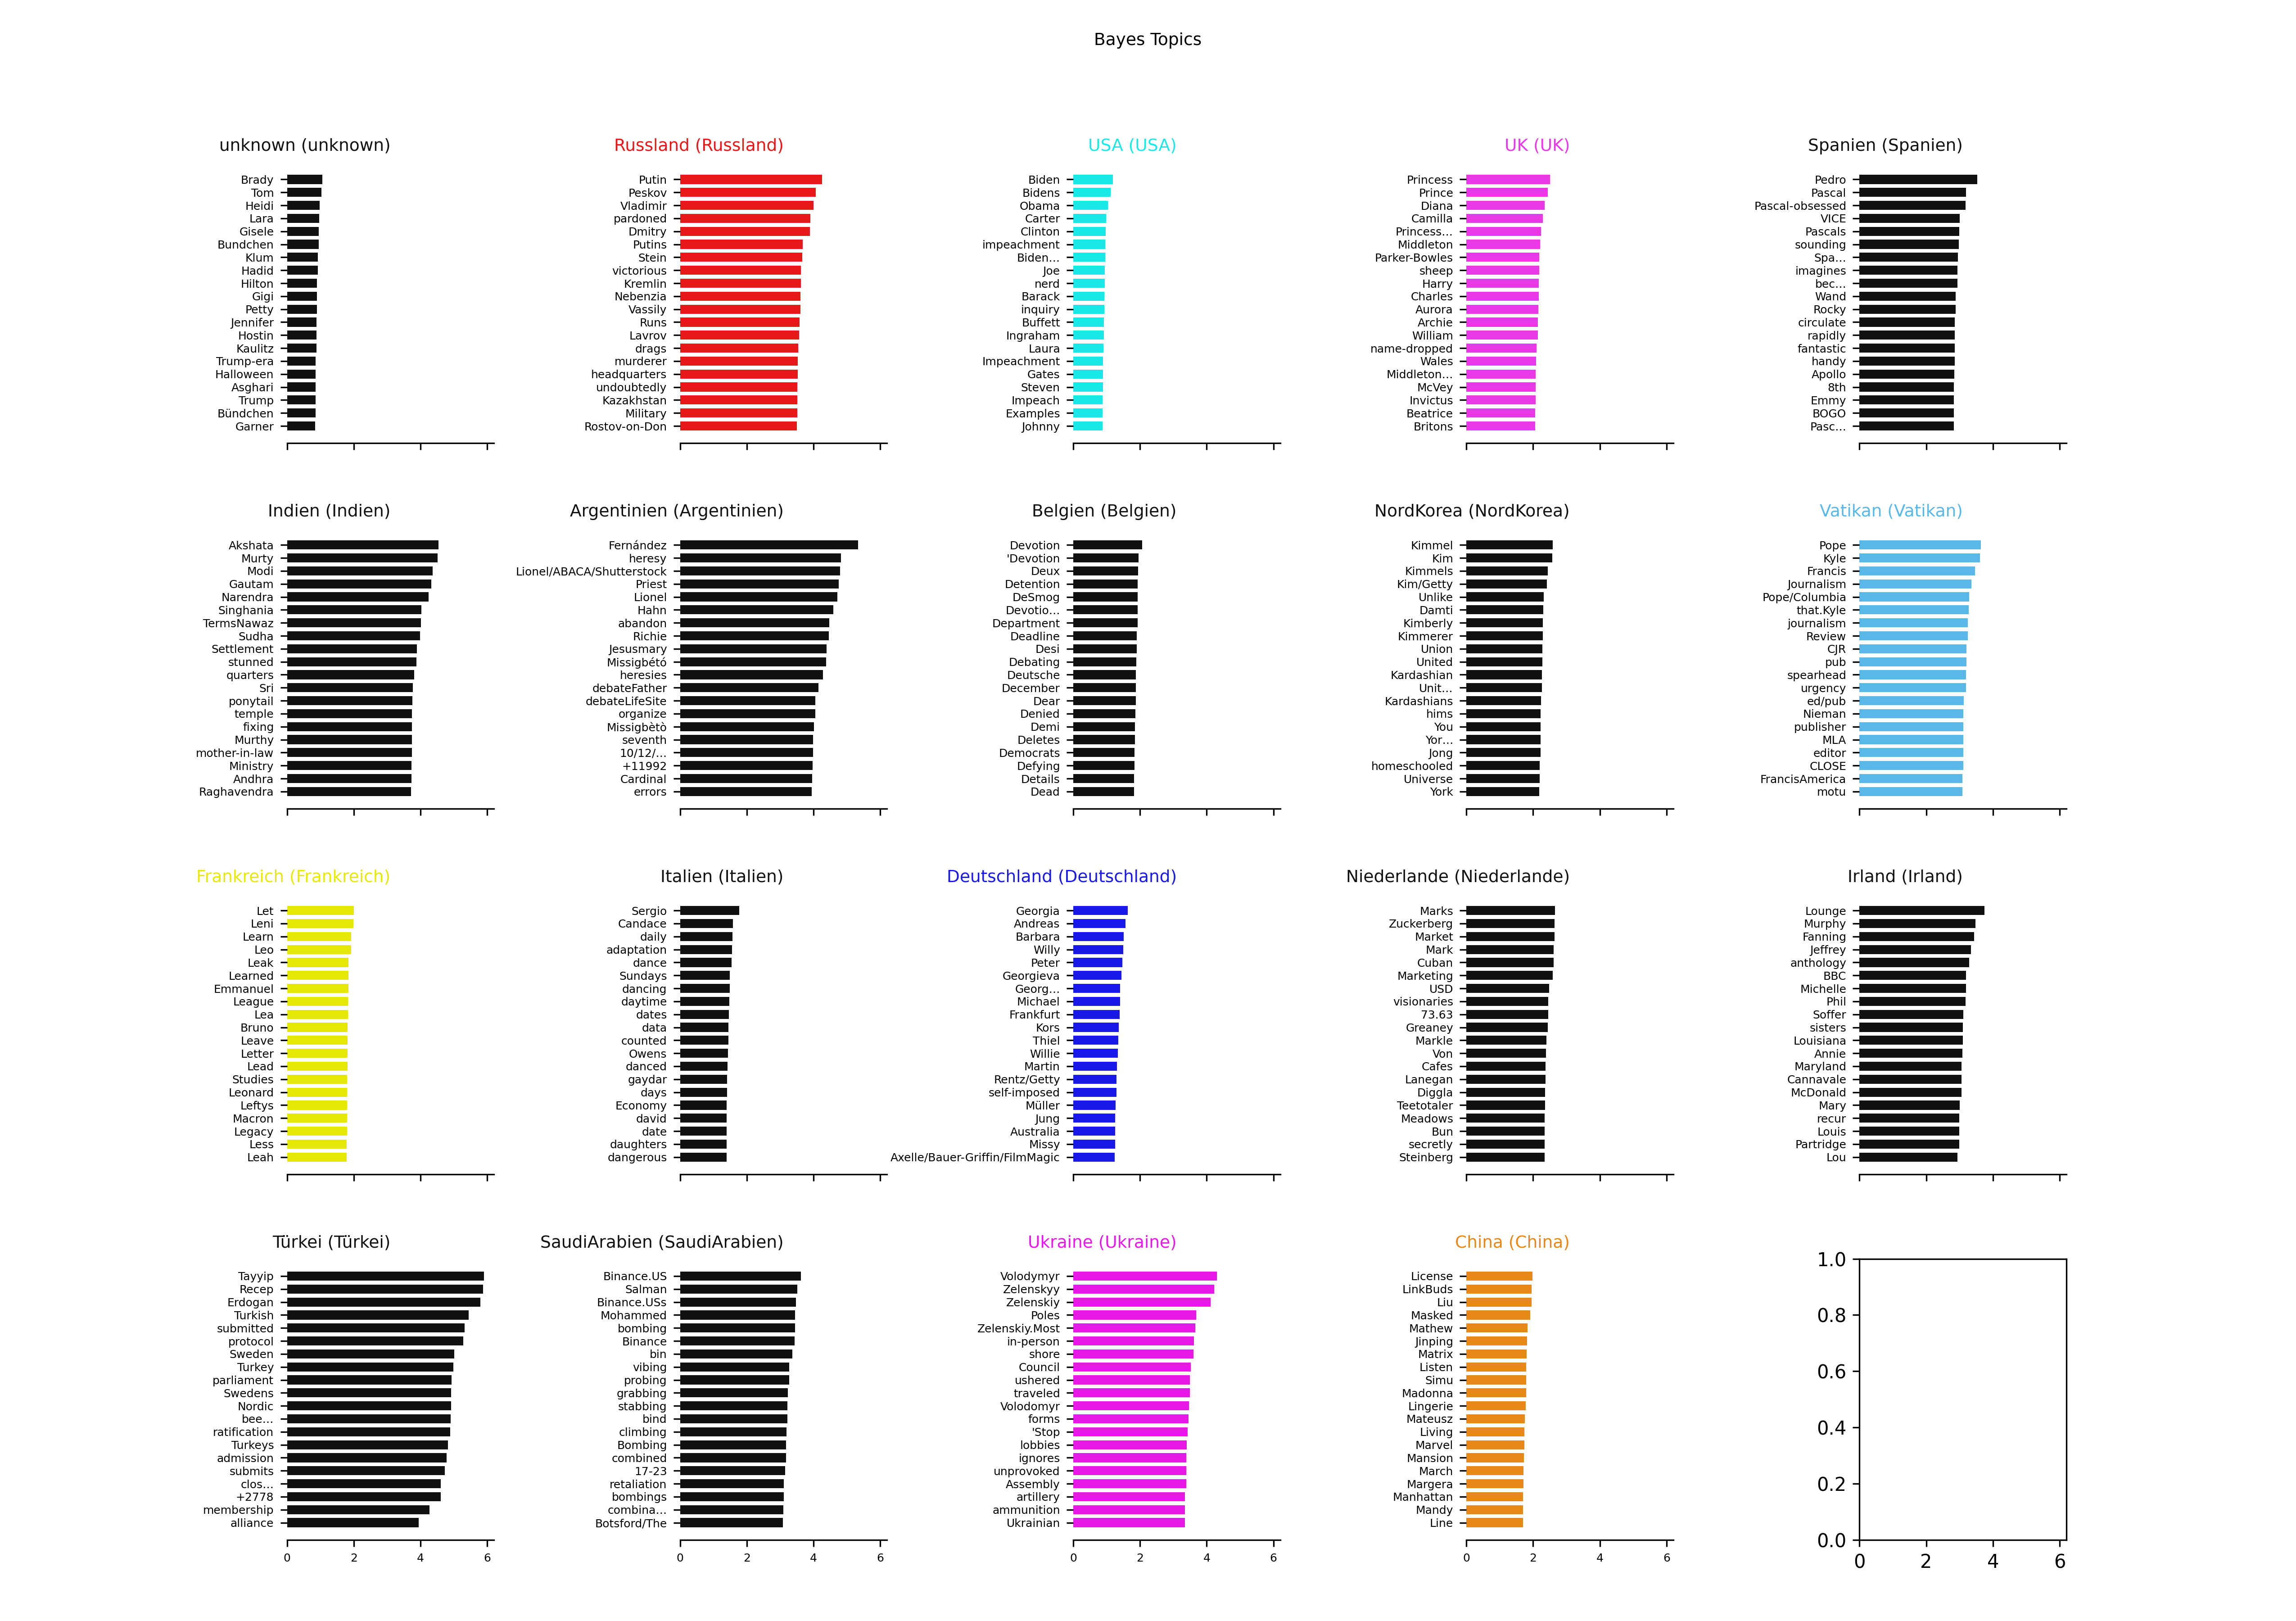 Bayes Topics
unknown (unknown)
Brady
Tom
Heidi
Lara
Gisele
Bundchen
Klum
Hadid
Hilton
Gigi
Petty
Jennifer
Hostin
Kaulitz
Trump-era
Halloween
Asghari
Trump
Bündchen
Garner
Russland (Russland)
Putin
Peskov
Vladimir
pardoned
Dmitry
Putins
Stein
victorious
Kremlin
Nebenzia
Vassily
Runs
Lavrov
drags
murderer
headquarters
undoubtedly
Kazakhstan
Military
Rostov-on-Don
USA (USA)
Biden
Bidens
Obama
Carter
Clinton
impeachment
Biden…
Joe
nerd
Barack
inquiry
Buffett
Ingraham
Laura
Impeachment
Gates
Steven
Impeach
Examples
Johnny
UK (UK)
Princess
Prince
Diana
Camilla
Princess…
Middleton
Parker-Bowles
sheep
Harry
Charles
Aurora
Archie
William
name-dropped
Wales
Middleton…
McVey
Invictus
Beatrice
Britons
Spanien (Spanien)
Pedro
Pascal
Pascal-obsessed
VICE
Pascals
sounding
Spa…
imagines
bec…
Wand
Rocky
circulate
rapidly
fantastic
handy
Apollo
8th
Emmy
BOGO
Pasc…
Indien (Indien)
Akshata
Murty
Modi
Gautam
Narendra
Singhania
TermsNawaz
Sudha
Settlement
stunned
quarters
Sri
ponytail
temple
fixing
Murthy
mother-in-law
Ministry
Andhra
Raghavendra
Argentinien (Argentinien)
Fernández
heresy
Lionel/ABACA/Shutterstock
Priest
Lionel
Hahn
abandon
Richie
Jesusmary
Missigbétó
heresies
debateFather
debateLifeSite
organize
Missigbètò
seventh
10/12/…
+11992
Cardinal
errors
Belgien (Belgien)
Devotion
'Devotion
Deux
Detention
DeSmog
Devotio…
Department
Deadline
Desi
Debating
Deutsche
December
Dear
Denied
Demi
Deletes
Democrats
Defying
Details
Dead
NordKorea (NordKorea)
Kimmel
Kim
Kimmels
Kim/Getty
Unlike
Damti
Kimberly
Kimmerer
Union
United
Kardashian
Unit…
Kardashians
hims
You
Yor…
Jong
homeschooled
Universe
York
Vatikan (Vatikan)
Pope
Kyle
Francis
Journalism
Pope/Columbia
that.Kyle
journalism
Review
CJR
pub
spearhead
urgency
ed/pub
Nieman
publisher
MLA
editor
CLOSE
FrancisAmerica
motu
Frankreich (Frankreich)
Let
Leni
Learn
Leo
Leak
Learned
Emmanuel
League
Lea
Bruno
Leave
Letter
Lead
Studies
Leonard
Leftys
Macron
Legacy
Less
Leah
Italien (Italien)
Sergio
Candace
daily
adaptation
dance
Sundays
dancing
daytime
dates
data
counted
Owens
danced
gaydar
days
Economy
david
date
daughters
dangerous
Deutschland (Deutschland)
Georgia
Andreas
Barbara
Willy
Peter
Georgieva
Georg…
Michael
Frankfurt
Kors
Thiel
Willie
Martin
Rentz/Getty
self-imposed
Müller
Jung
Australia
Missy
Axelle/Bauer-Griffin/FilmMagic
Niederlande (Niederlande)
Marks
Zuckerberg
Market
Mark
Cuban
Marketing
USD
visionaries
73.63
Greaney
Markle
Von
Cafes
Lanegan
Diggla
Teetotaler
Meadows
Bun
secretly
Steinberg
Irland (Irland)
Lounge
Murphy
Fanning
Jeffrey
anthology
BBC
Michelle
Phil
Soffer
sisters
Louisiana
Annie
Maryland
Cannavale
McDonald
Mary
recur
Louis
Partridge
Lou
Türkei (Türkei)
Tayyip
Recep
Erdogan
Turkish
submitted
protocol
Sweden
Turkey
parliament
Swedens
Nordic
bee…
ratification
Turkeys
admission
submits
clos…
+2778
membership
alliance
0 2 4 6
SaudiArabien (SaudiArabien)
Binance.US
Salman
Binance.USs
Mohammed
bombing
Binance
bin
vibing
probing
grabbing
stabbing
bind
climbing
Bombing
combined
17-23
retaliation
bombings
combina…
Botsford/The
0 2 4 6
Ukraine (Ukraine)
Volodymyr
Zelenskyy
Zelenskiy
Poles
Zelenskiy.Most
in-person
shore
Council
ushered
traveled
Volodomyr
forms
'Stop
lobbies
ignores
unprovoked
Assembly
artillery
ammunition
Ukrainian
0 2 4 6
China (China)
License
LinkBuds
Liu
Masked
Mathew
Jinping
Matrix
Listen
Simu
Madonna
Lingerie
Mateusz
Living
Marvel
Mansion
March
Margera
Manhattan
Mandy
Line
0 2 4 6
1.0
0.8
0.6
0.4
0.2
0.0
0 2 4 6